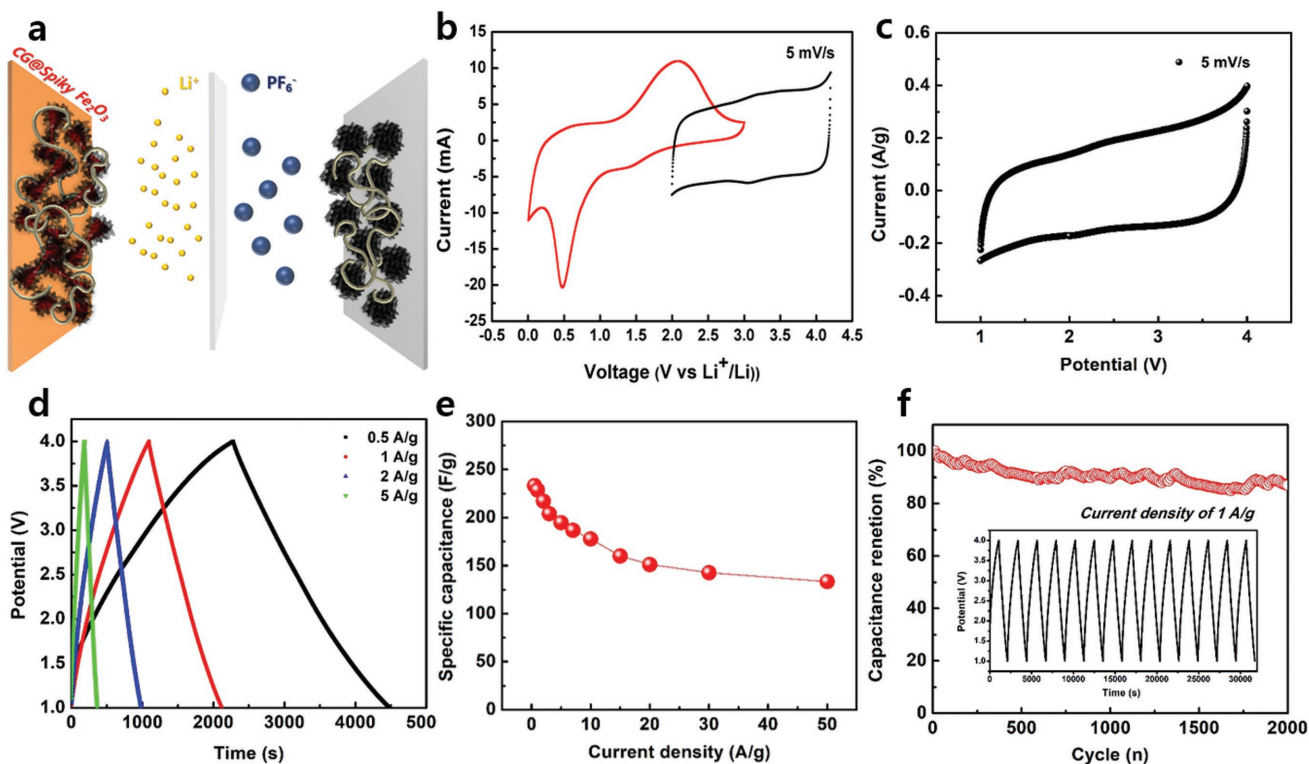 a
CG@Spiky Fe2O3
Li+
PF6-
b
5 mV/s
Current (mA)
15
10
5
0
-5
-10
-15
-20
-25
-0.5 0.0 0.5 1.0 1.5 2.0 2.5 3.0 3.5 4.0 4.5
Voltage (V vs Li+/Li))
c
5 mV/s
Current (A/g)
0.4
0.2
0.0
-0.2
-0.4
1 2 3 4
Potential (V)
d
0.5 A/g
1 A/g
2 A/g
5 A/g
Potential (V)
4.0
3.5
3.0
2.5
2.0
1.5
1.0
0 1000 2000 3000 4000 500
Time (s)
e
Specific capacitance (F/g)
300
250
200
150
100
50
0
0 10 20 30 40 50
Current density (A/g)
f
Capacitance renetion (%)
100
80
60
40
20
0
Current density of 1 A/g
Potential (V)
4.0
3.5
3.0
2.5
2.0
1.5
1.0
0 5000 10000 15000 20000 25000 30000
Time (s)
0 500 1000 1500 2000
Cycle (n)